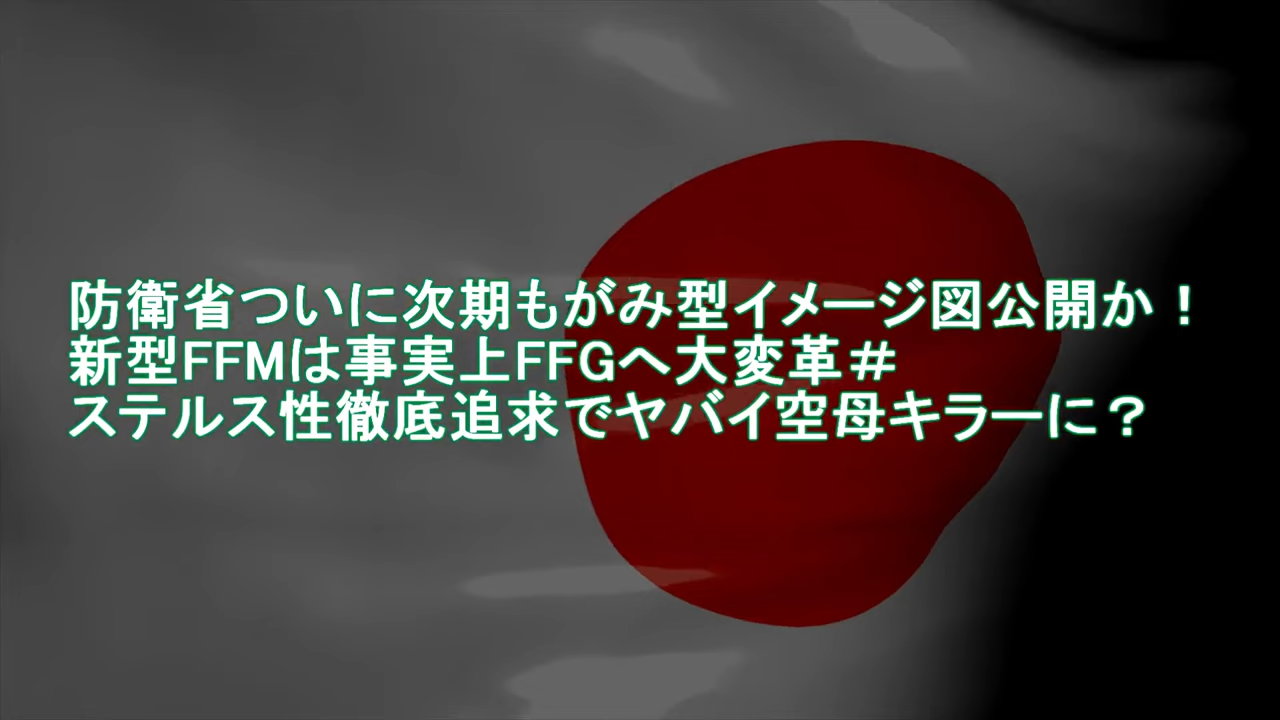 防衛省ついに次期もがみ型イメージ図公開か！
新型FFMは事実上FFGへ大変革＃
ステルス性徹底追求でヤバイ空母キラーに？